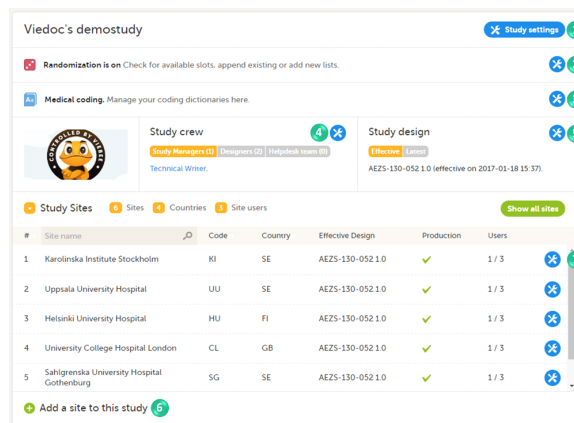 Viedoc's demostudy
Study settings
Randomization is on Check for available slots, append existing or add new lists.
A+ Medical coding. Manage your coding dictionaries here.
CONTROLLED BY VIEBEE
Study crew
4
Study Managers (1) Designers (2) Helpdesk team (0)
Technical Writer.
Study design
Effective Latest
AEZS-130-052 1.0 (effective on 2017-01-18 15:37).
Study Sites 6 Sites 4 Countries 3 Site users Show all sites
# Site name Code Country Effective Design Production Users
1 Karolinska Institute Stockholm KI SE AEZS-130-052 1.0 1 / 3
2 Uppsala University Hospital UU SE AEZS-130-052 1.0 1 / 3
3 Helsinki University Hospital HU FI AEZS-130-052 1.0 1 / 3
4 University College Hospital London CL GB AEZS-130-052 1.0 1 / 3
5 Sahlgrenska University Hospital Gothenburg SG SE AEZS-130-052 1.0 1 / 3
Add a site to this study 6